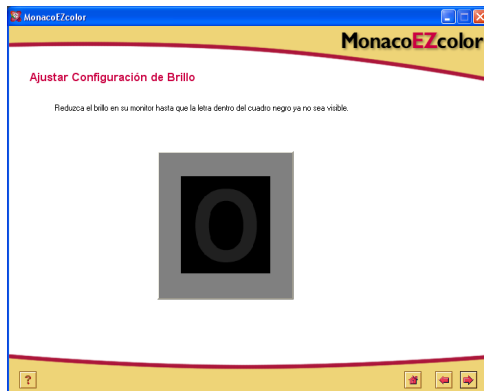 MonacoEZcolor
MonacoEZcolor
Ajustar Configuración de Brillo
Reduzca el brillo en su monitor hasta que la letra dentro del cuadro negro ya no sea visible.
O
?